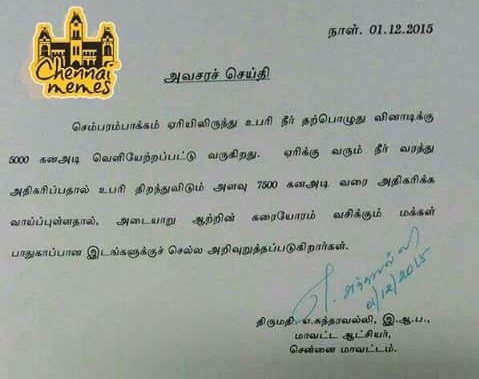 Chennai
memes
நாள். 01.12.2015
அவசரச் செய்தி
செம்பரம்பாக்கம் ஏரியிலிருந்து உபரி நீர் தற்பொழுது வினாடிக்கு
5000 கனஅடி வெளியேற்றப்பட்டு வருகிறது. ஏரிக்கு வரும் நீர் வரத்து
அதிகரிப்பதால் உபரி திறந்துவிடும் அளவு 7500 கனஅடி வரை அதிகரிக்க
வாய்ப்புள்ளதால், அடையாறு ஆற்றின் கரையோரம் வசிக்கும் மக்கள்
பாதுகாப்பான இடங்களுக்குச் செல்ல அறிவுறுத்தப்படுகிறார்கள்.
எ. சுந்தரவல்லி
01/12/2015
திருமதி. எ.சுந்தரவல்லி, இ.ஆ.ப.,
மாவட்ட ஆட்சியர்,
சென்னை மாவட்டம்.